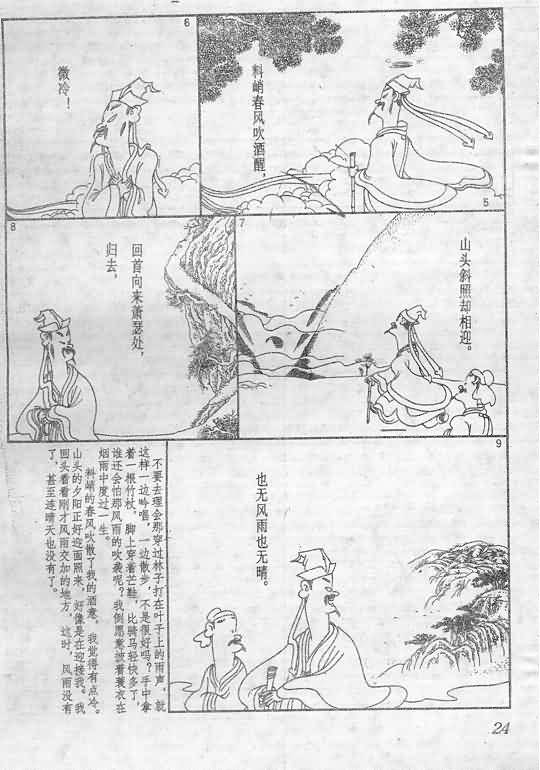 5
料峭春风吹酒醒，
6
微冷！
7
山头斜照却相迎。
8
回首向来萧瑟处，
归去，
9
也无风雨也无晴。
不要去理会那穿过林子打在叶子上的雨声，就
这样一边吟唱，一边散步，不是很好吗？手中拿
着一根竹杖，脚上穿着芒鞋，比骑马轻快多了，
谁还会怕那风雨的吹袭呢？我倒愿意披着蓑衣在
烟雨中度过一生。
料峭的春风吹散了我的酒意，我觉得有点冷。
山头的夕阳正好迎面照来，好像是在迎接我。我
回头看看刚才风雨交加的地方，这时，风雨没有
了，甚至连晴天也没有了。
24